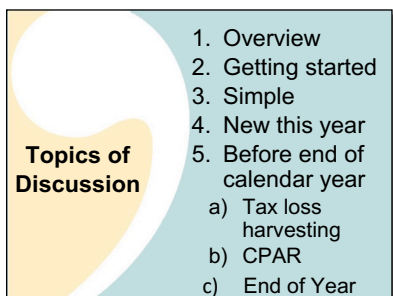 Topics of
Discussion
1. Overview
2. Getting started
3. Simple
4. New this year
5. Before end of
calendar year
a) Tax loss
harvesting
b) CPAR
c) End of Year